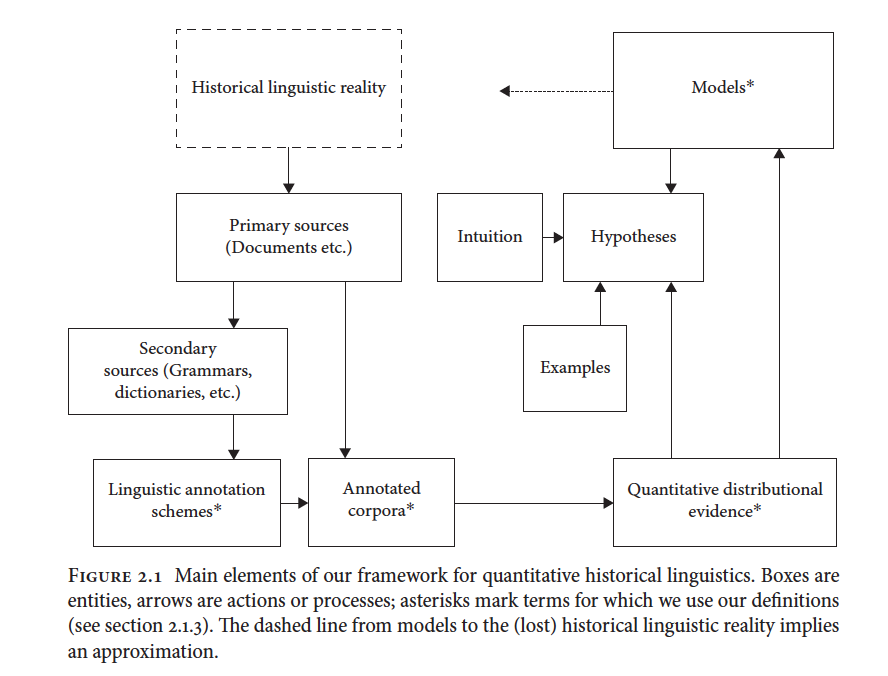 Historical linguistic reality
Models*
Primary sources
(Documents etc.)
Intuition
Hypotheses
Secondary
sources (Grammars,
dictionaries, etc.)
Examples
Linguistic annotation
schemes*
Annotated
corpora*
Quantitative distributional
evidence*
FIGURE 2.1 Main elements of our framework for quantitative historical linguistics. Boxes are
entities, arrows are actions or processes; asterisks mark terms for which we use our definitions
(see section 2.1.3). The dashed line from models to the (lost) historical linguistic reality implies
an approximation.